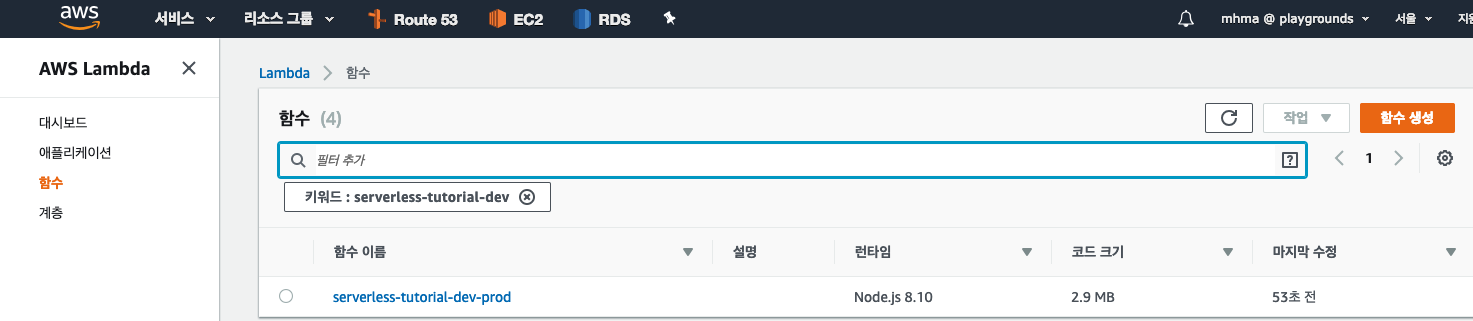 aws 서비스 리소스 그룹 Route 53 EC2 RDS mhma @ playgrounds 서울
AWS Lambda
Lambda 함수
함수 (4) 작업 함수 생성
대시보드
애플리케이션
필터 추가 ? 1
함수
키워드 : serverless-tutorial-dev
계층
함수 이름 설명 런타임 코드 크기 마지막 수정
serverless-tutorial-dev-prod Node.js 8.10 2.9 MB 53초 전